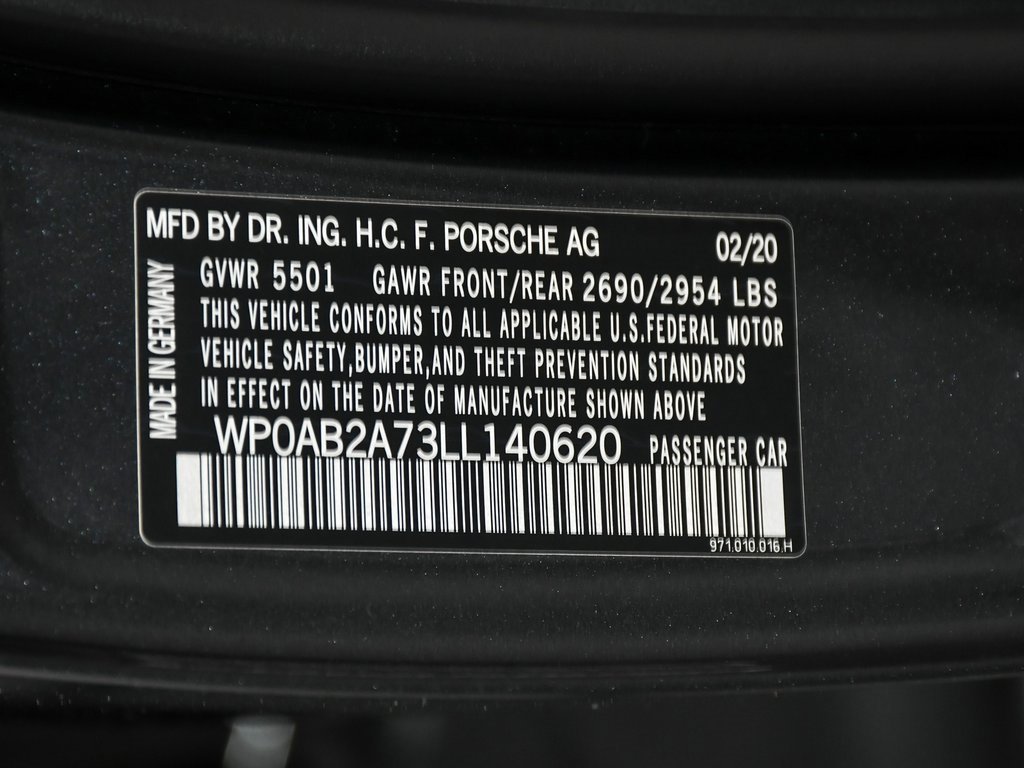 MFD BY DR. ING. H.C. F. PORSCHE AG 02/20
GVWR 5501 GAWR FRONT/REAR 2690/2954 LBS
THIS VEHICLE CONFORMS TO ALL APPLICABLE U.S.FEDERAL MOTOR
VEHICLE SAFETY,BUMPER,AND THEFT PREVENTION STANDARDS
IN EFFECT ON THE DATE OF MANUFACTURE SHOWN ABOVE
MADE IN GERMANY
WP0AB2A73LL140620 PASSENGER CAR
971.010.016.H